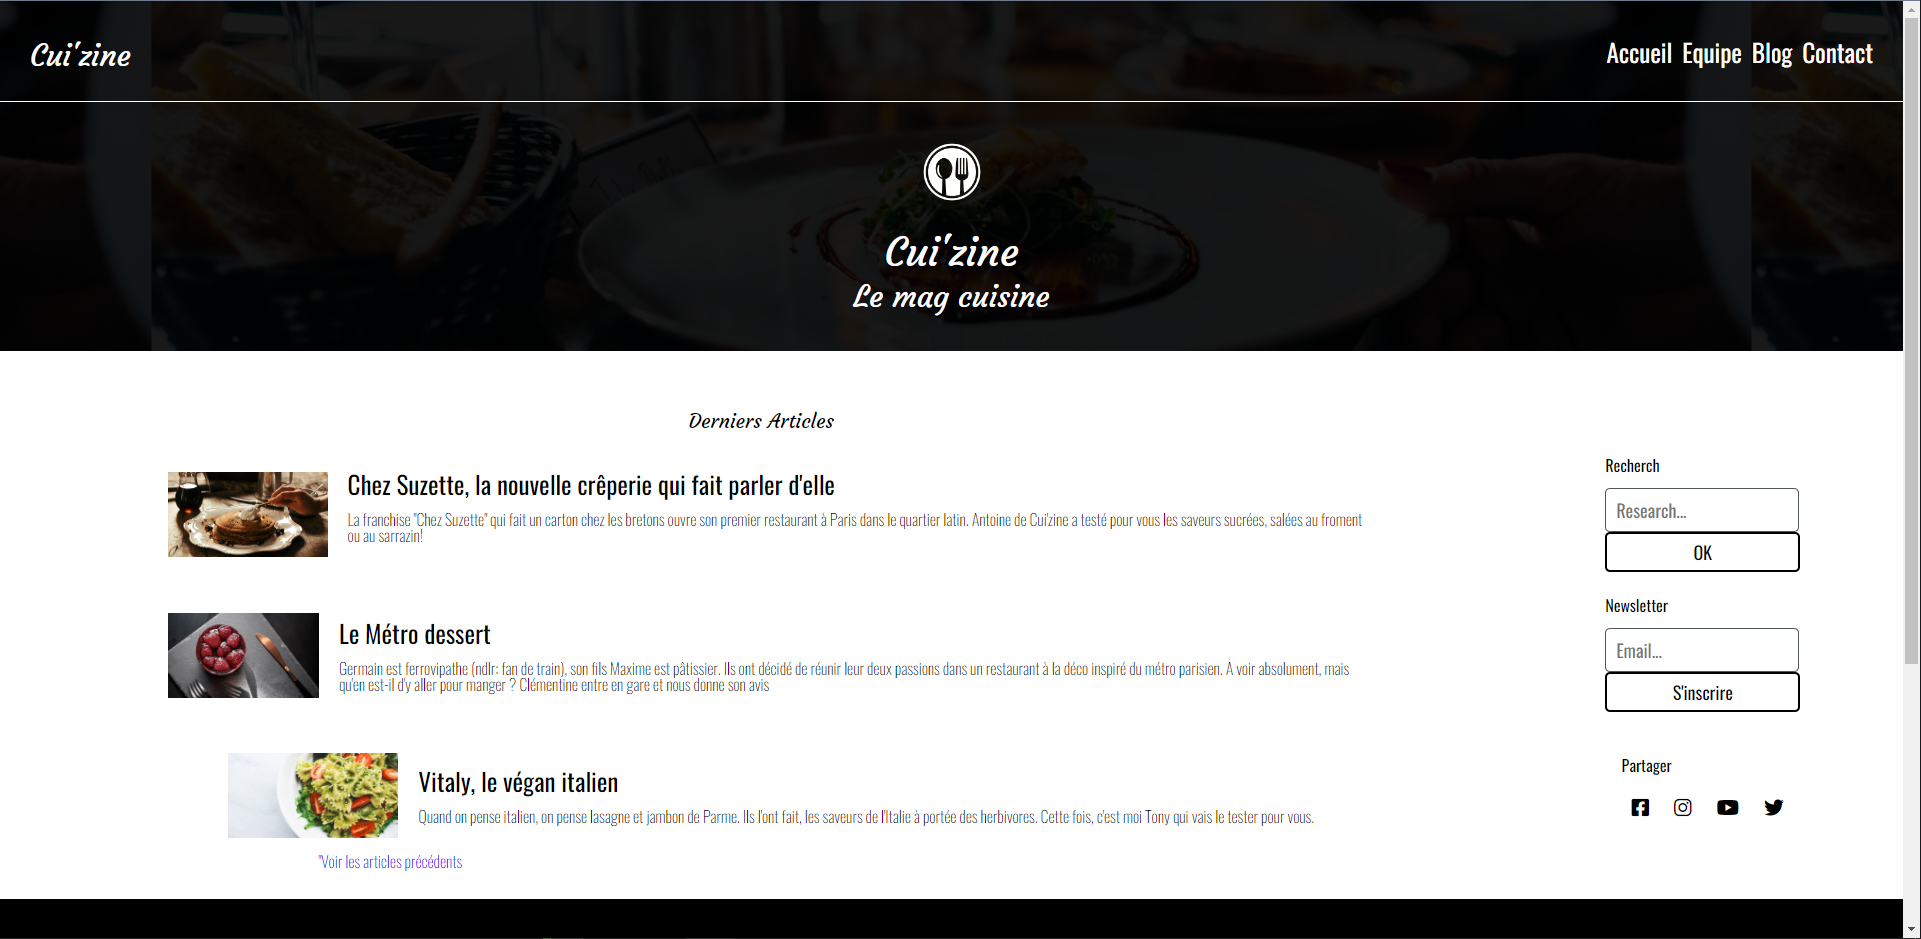 Cui'zine
Accueil Equipe Blog Contact
Cui'zine
Le mag cuisine
Derniers Articles
Chez Suzette, la nouvelle crêperie qui fait parler d'elle
La franchise "Chez Suzette" qui fait un carton chez les bretons ouvre son premier restaurant à Paris dans le quartier latin. Antoine de Cui'zine a testé pour vous les saveurs sucrées, salées au froment
ou au sarrazin!
Le Métro dessert
Germain est ferrovipathe (ndlr: fan de train), son fils Maxime est pâtissier. Ils ont décidé de réunir leur deux passions dans un restaurant à la déco inspiré du métro parisien. A voir absolument, mais
qu'en est-il d'y aller pour manger ? Clémentine entre en gare et nous donne son avis
Vitaly, le végan italien
Quand on pense italien, on pense lasagne et jambon de Parme. Ils l'ont fait, les saveurs de l'Italie à portée des herbivores. Cette fois, c'est moi Tony qui vais le tester pour vous.
"Voir les articles précédents
Recherch
Research...
OK
Newsletter
Email...
S'inscrire
Partager